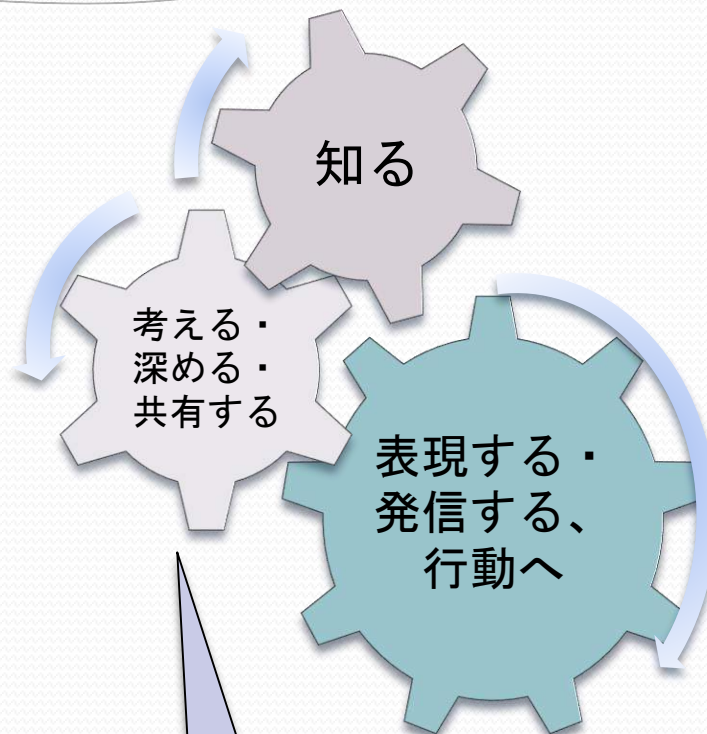 知る
考える・
深める・
共有する
表現する・
発信する、
行動へ